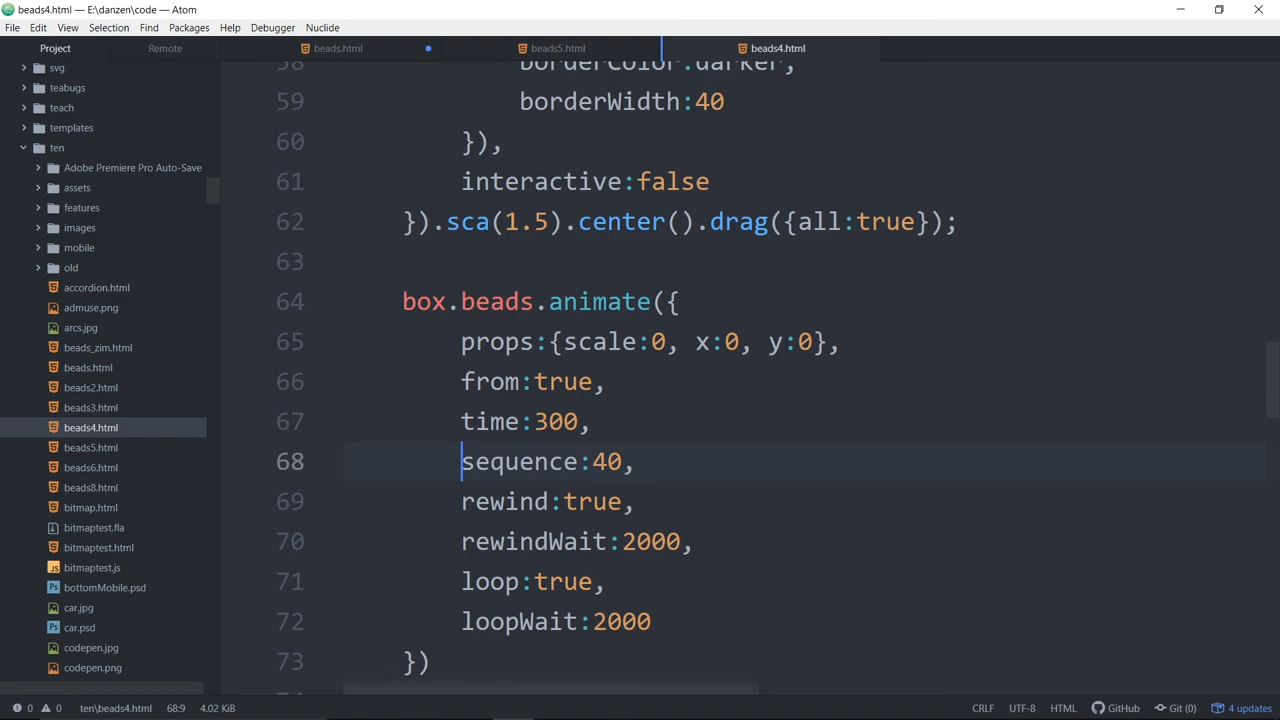 beads4.html — E:\danzen\code — Atom
File Edit View Selection Find Packages Help Debugger Nuclide
Project Remote beads.html beads5.html beads4.html
svg
teabugs
teach
templates
ten
Adobe Premiere Pro Auto-Save
assets
features
images
mobile
old
accordion.html
admuse.png
arcs.jpg
beads_zim.html
beads.html
beads2.html
beads3.html
beads4.html
beads5.html
beads6.html
beads8.html
bitmap.html
bitmaptest.fla
bitmaptest.html
bitmaptest.js
bottomMobile.psd
car.jpg
car.psd
codepen.jpg
codepen.png
58 borderColor:darker,
59 borderWidth:40
60 }),
61 interactive:false
62 }).sca(1.5).center().drag({all:true});
63
64 box.beads.animate({
65 props:{scale:0, x:0, y:0},
66 from:true,
67 time:300,
68 sequence:40,
69 rewind:true,
70 rewindWait:2000,
71 loop:true,
72 loopWait:2000
73 })
0 0 ten\beads4.html 68:9 4.02 KiB CRLF UTF-8 HTML GitHub Git (0) 4 updates